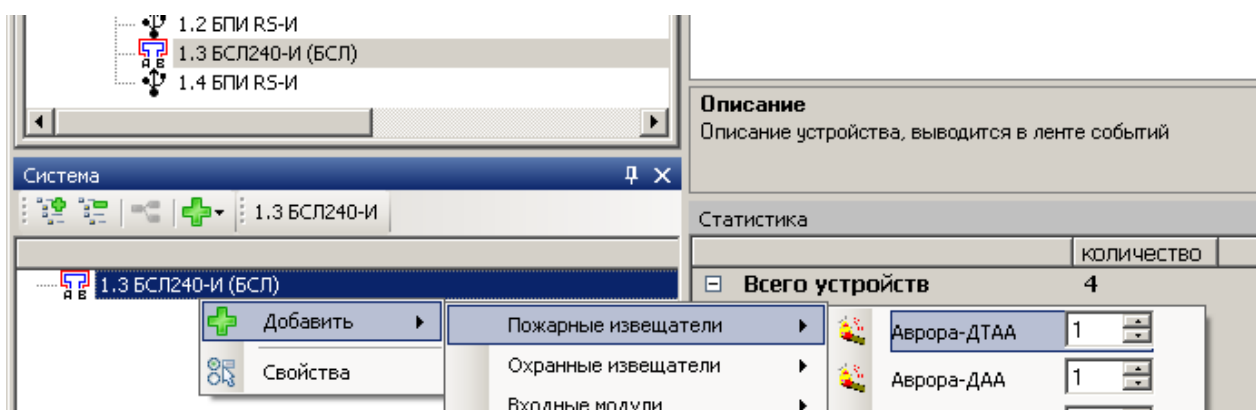 1.2 БПИ RS-И
1.3 БСЛ240-И (БСЛ)
1.4 БПИ RS-И
Описание
Описание устройства, выводится в ленте событий
Система
1.3 БСЛ240-И
Статистика
количество
1.3 БСЛ240-И (БСЛ)
Всего устройств 4
Добавить
Свойства
Пожарные извещатели
Охранные извещатели
Входные модули
Аврора-ДТАА 1
Аврора-ДАА 1